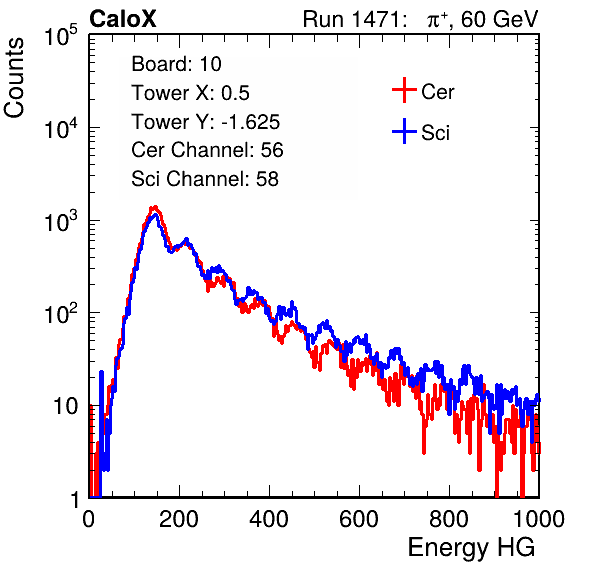 CaloX Run 1471: π⁺, 60 GeV
Counts
10⁵
10⁴
10³
10²
10
1
Board: 10
Tower X: 0.5
Tower Y: -1.625
Cer Channel: 56
Sci Channel: 58
Cer
Sci
0 200 400 600 800 1000
Energy HG